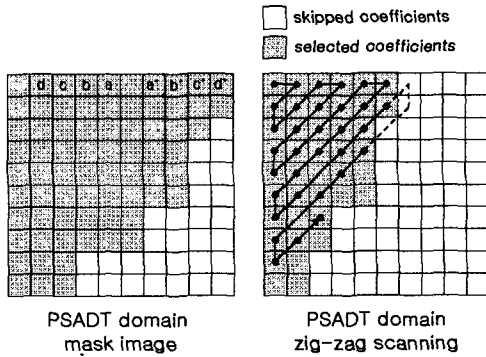 skipped coefficients
selected coefficients
d c b a a* b* c* d*
PSADT domain
mask image
PSADT domain
zig-zag scanning